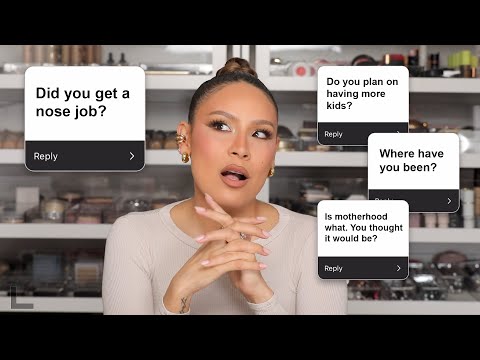 Did you get a
nose job?
Reply
Do you plan on
having more
kids?
Reply
Where have
you been?
Is motherhood
what. You thought
it would be?
Reply